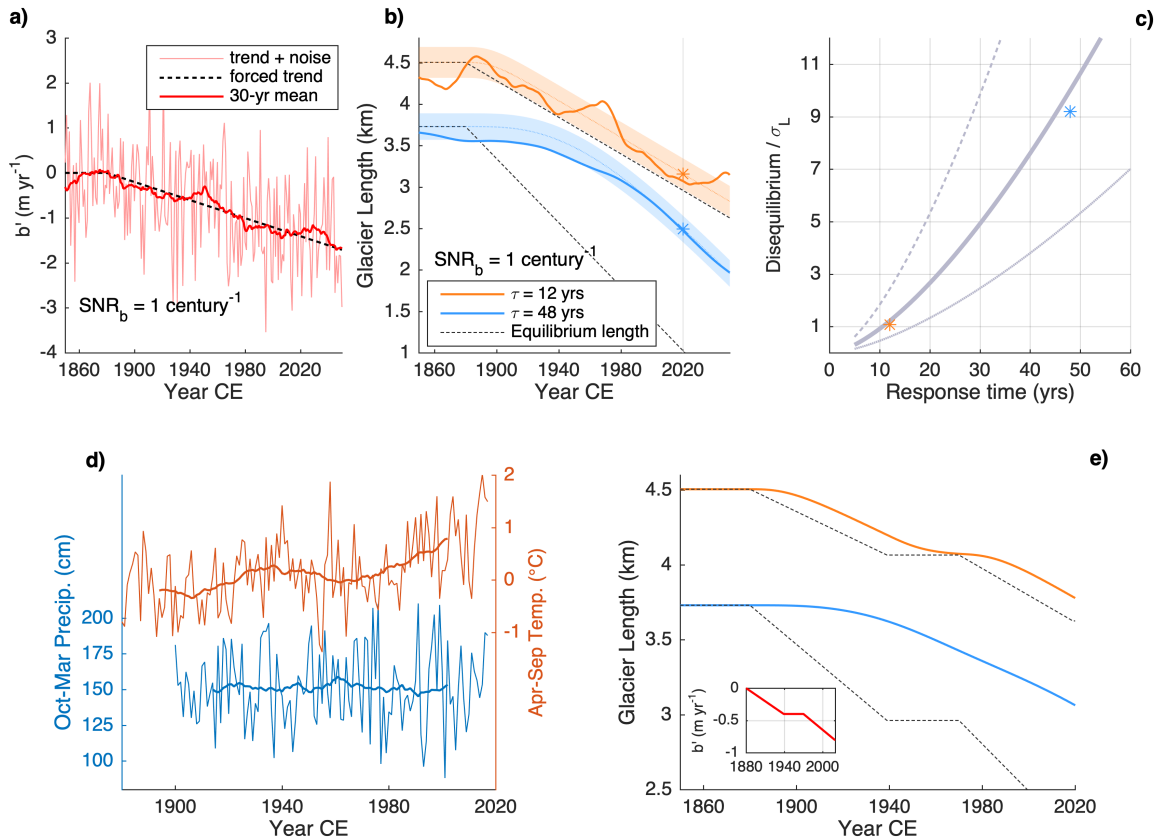 a)
3
2
1
0
-1
-2
-3
-4
b' (m yr-1)
trend + noise
forced trend
30-yr mean
SNRb = 1 century-1
1860 1900 1940 1980 2020
Year CE
b)
4.5
4
3.5
3
2.5
2
1.5
1
Glacier Length (km)
SNRb = 1 century-1
τ = 12 yrs
τ = 48 yrs
Equilibrium length
1860 1900 1940 1980 2020
Year CE
c)
11
9
7
5
3
1
Disequilibrium / σL
0 10 20 30 40 50 60
Response time (yrs)
d)
200
175
150
125
100
Oct-Mar Precip. (cm)
2
1
0
-1
Apr-Sep Temp. (°C)
1900 1940 1980 2020
Year CE
e)
4.5
4
3.5
3
2.5
Glacier Length (km)
0
-0.5
-1
b' (m yr-1)
1880 1940 2000
1860 1900 1940 1980 2020
Year CE